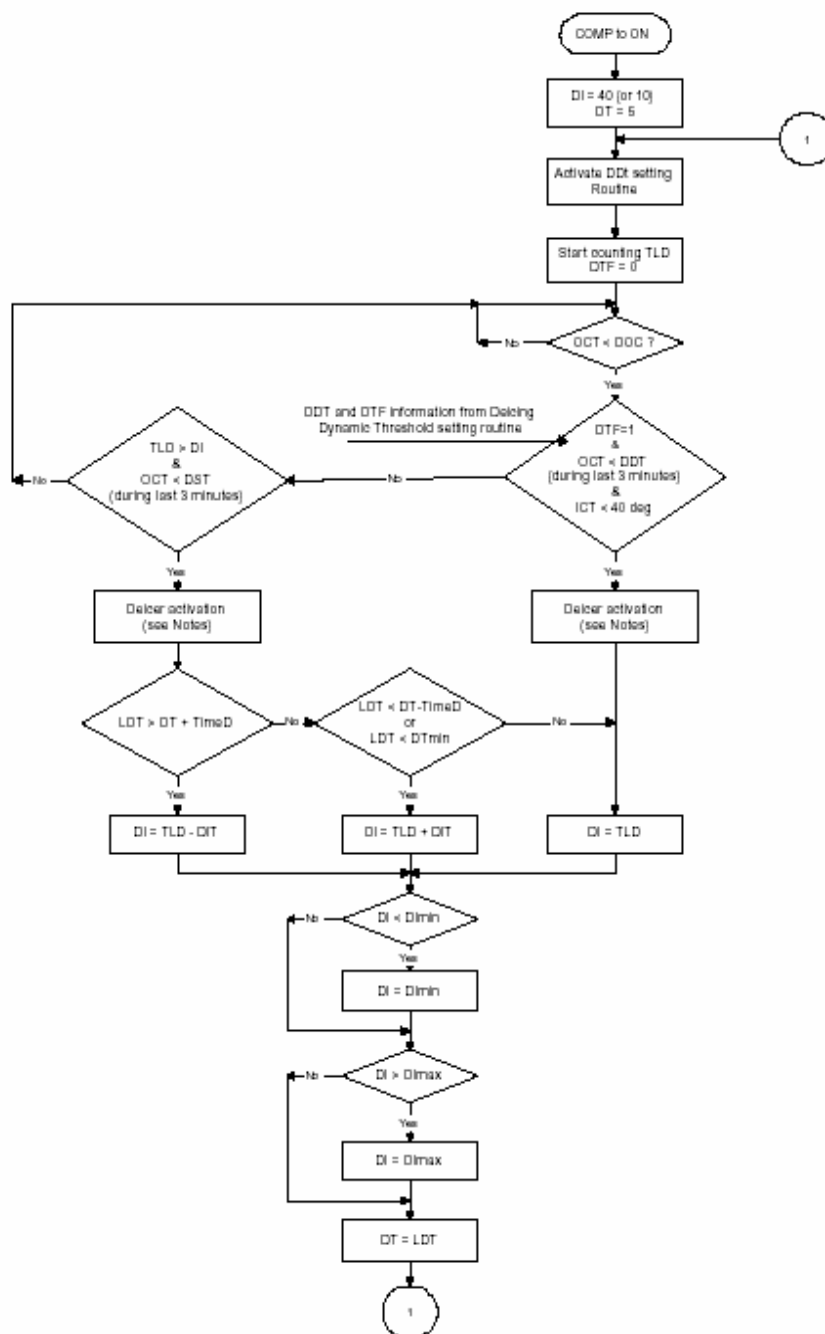 COMP to ON
DI = 40 (or 10)
DT = 5
1
Activate DDt setting
Routine
Start counting TLD
DTF = 0
OCT < DOC ?
No
Yes
DDT and DTF Information from Deicing
Dynamic Threshold setting routine
DTF=1
&
OCT < DDT
(during last 3 minutes)
&
ICT < 40 deg
No
TLD > DI
&
OCT < DST
(during last 3 minutes)
No
Yes
Yes
Deicer activation
(see Notes)
Deicer activation
(see Notes)
LDT > DT + TimeD
No
LDT < DT-TimeD
or
LDT < DTmin
No
Yes
Yes
DI = TLD - DIT
DI = TLD + DIT
DI = TLD
DI < DImin
No
Yes
DI = DImin
DI > DImax
No
Yes
DI = DImax
DT = LDT
1